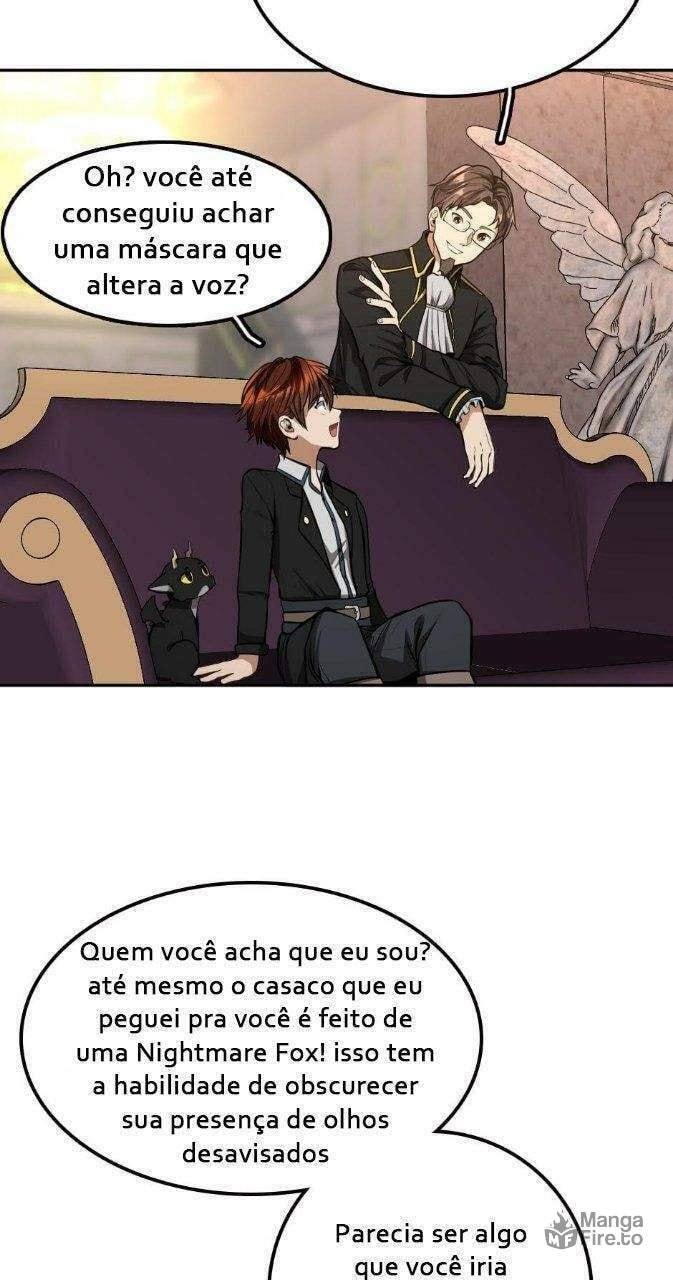 Oh? você até
conseguiu achar
uma máscara que
altera a voz?
Quem você acha que eu sou?
até mesmo o casaco que eu
peguei pra você é feito de
uma Nightmare Fox! isso tem
a habilidade de obscurecer
sua presença de olhos
desavisados
Parecia ser algo
que você iria
Manga
MF Fire.to